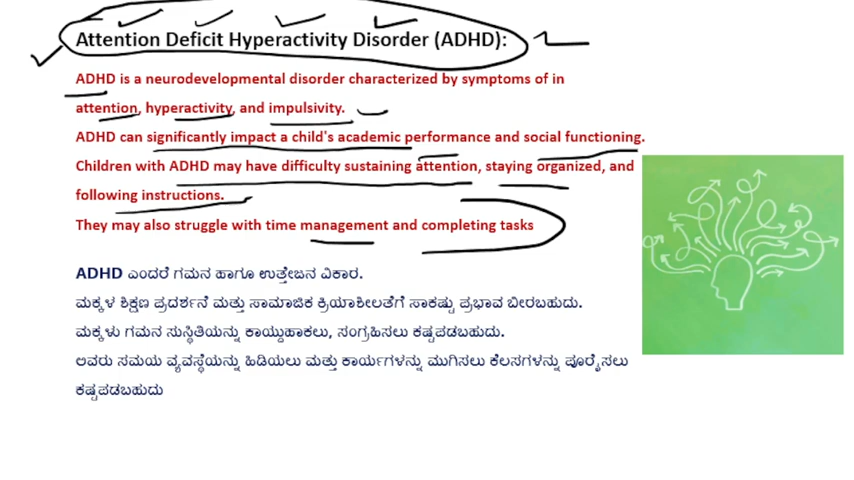 Attention Deficit Hyperactivity Disorder (ADHD):
ADHD is a neurodevelopmental disorder characterized by symptoms of in
attention, hyperactivity, and impulsivity.
ADHD can significantly impact a child's academic performance and social functioning.
Children with ADHD may have difficulty sustaining attention, staying organized, and
following instructions.
They may also struggle with time management and completing tasks
ADHD ಎಂದರೆ ಗಮನ ಹಾಗೂ ಉತ್ತೇಜನ ವಿಕಾರ.
ಮಕ್ಕಳ ಶಿಕ್ಷಣ ಪ್ರದರ್ಶನೆ ಮತ್ತು ಸಾಮಾಜಿಕ ಕ್ರಿಯಾಶೀಲತೆಗೆ ಸಾಕಷ್ಟು ಪ್ರಭಾವ ಬೀರಬಹುದು.
ಮಕ್ಕಳು ಗಮನ ಸುಸ್ಥಿತಿಯನ್ನು ಕಾಯ್ದುಹಾಕಲು, ಸಂಗ್ರಹಿಸಲು ಕಷ್ಟಪಡಬಹುದು.
ಅವರು ಸಮಯ ವ್ಯವಸ್ಥೆಯನ್ನು ಹಿಡಿಯಲು ಮತ್ತು ಕಾರ್ಯಗಳನ್ನು ಮುಗಿಸಲು ಕೆಲಸಗಳನ್ನು ಪೂರೈಸಲು
ಕಷ್ಟಪಡಬಹುದು